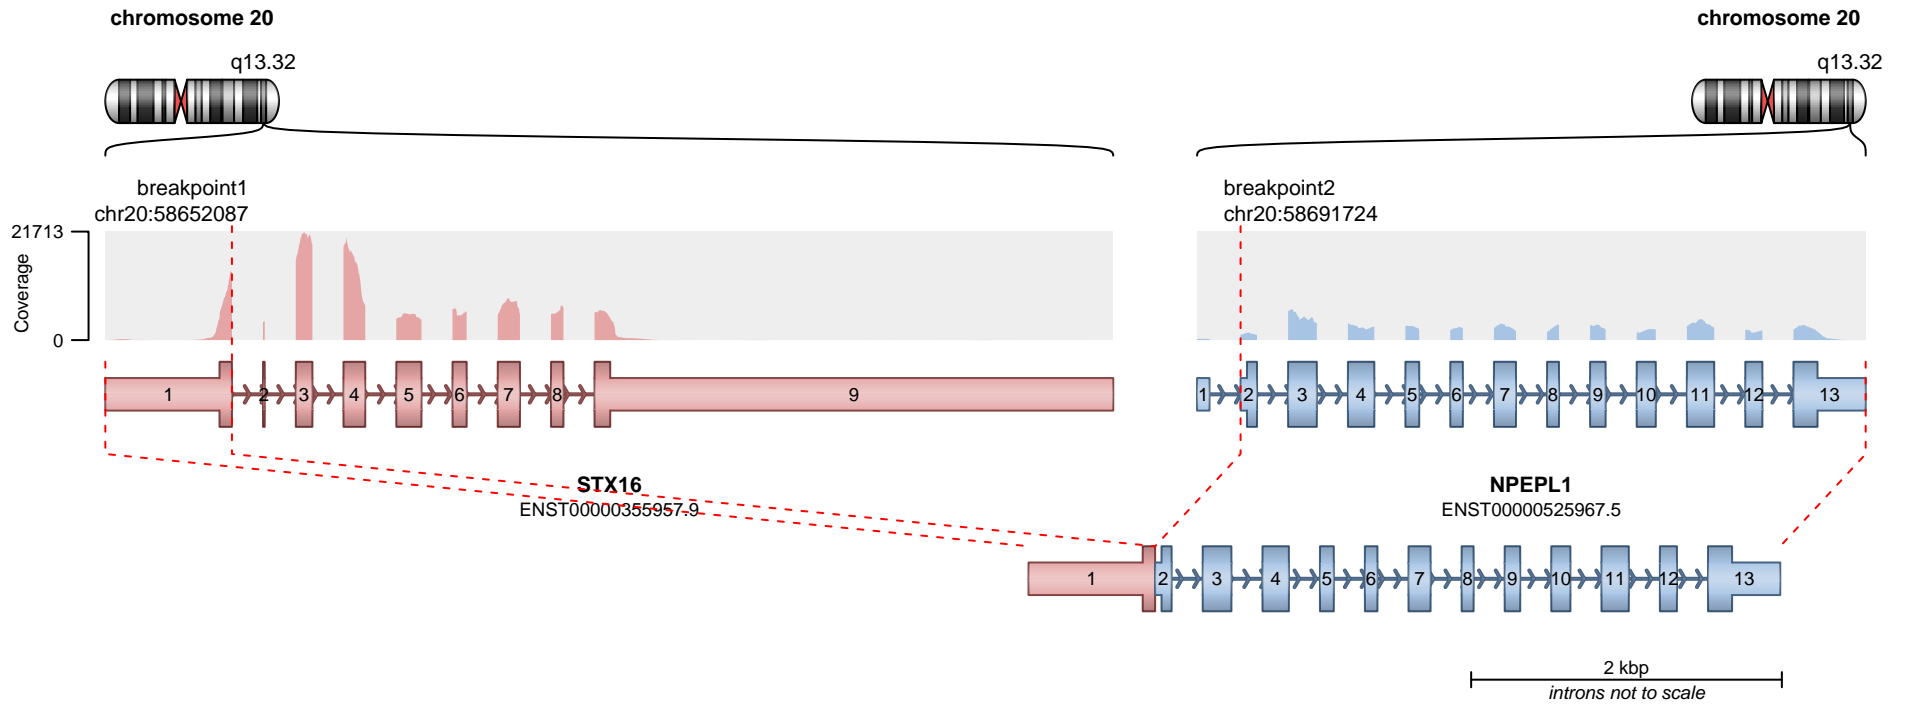 chromosome 20
chromosome 20
q13.32
q13.32
breakpoint1
chr20:58652087
breakpoint2
chr20:58691724
21713
Coverage
0
1 2 3 4 5 6 7 8 9
1 2 3 4 5 6 7 8 9 10 11 12 13
STX16
ENST00000355957.9
NPEPL1
ENST00000525967.5
1 2 3 4 5 6 7 8 9 10 11 12 13
2 kbp
introns not to scale